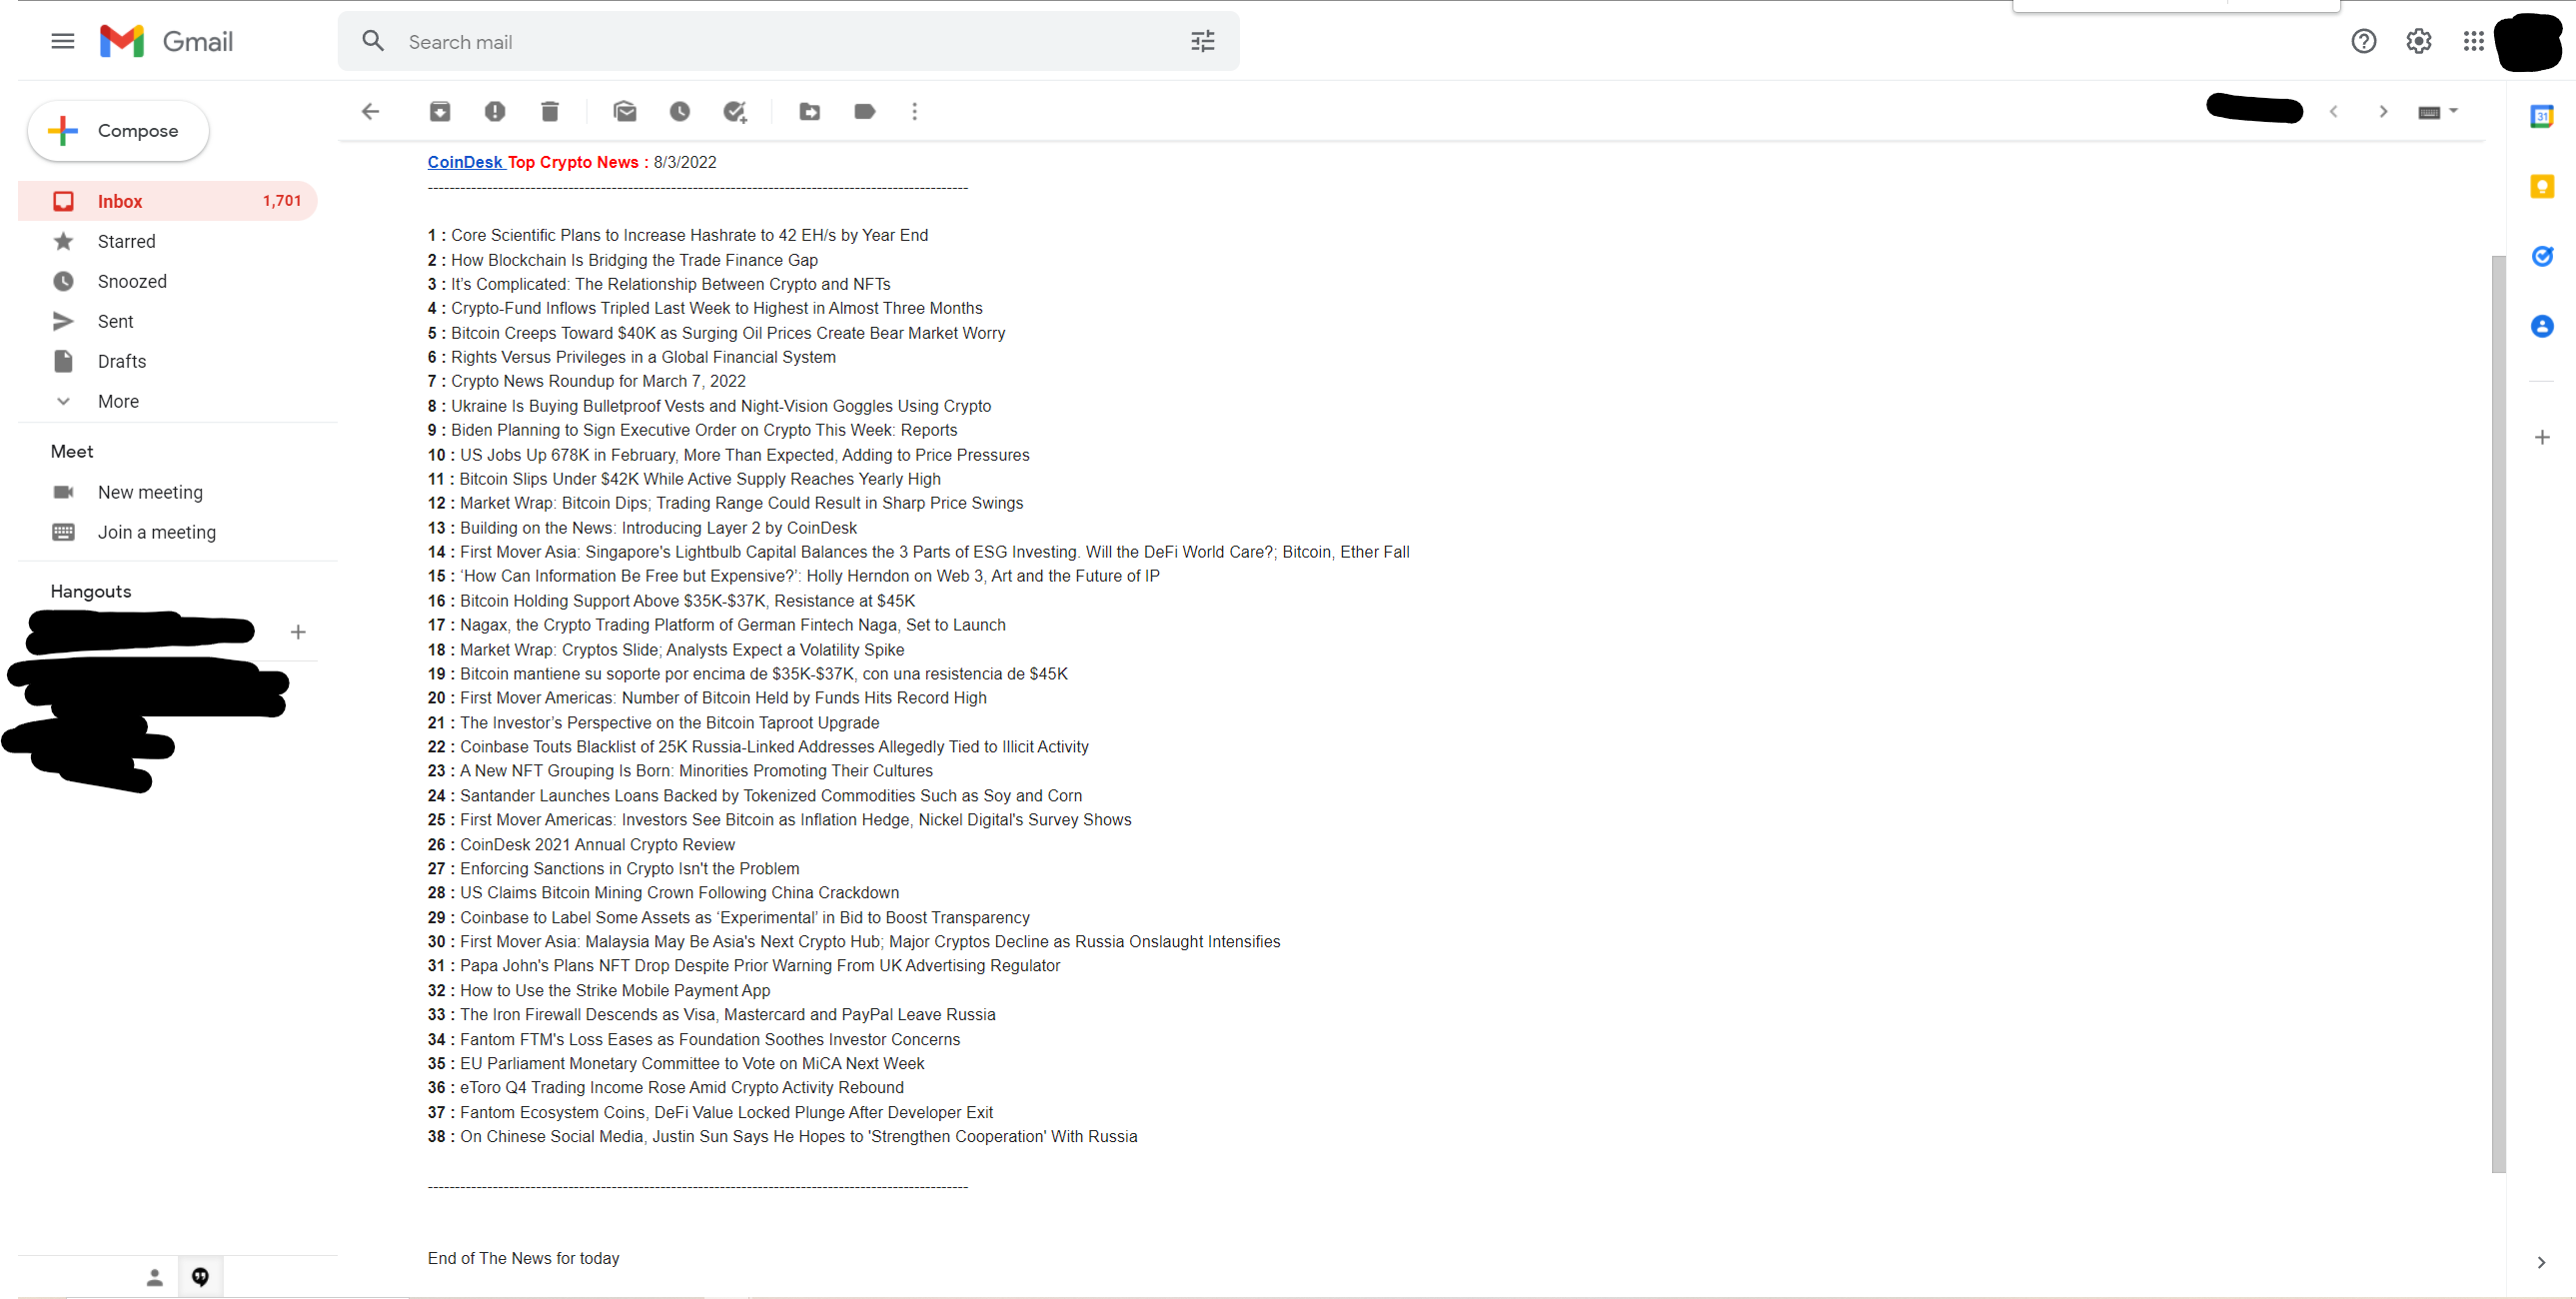 Gmail
Search mail
Compose
Inbox 1,701
Starred
Snoozed
Sent
Drafts
More
Meet
New meeting
Join a meeting
Hangouts
CoinDesk Top Crypto News : 8/3/2022
----------------------------------------------------------------------------------------------------
1 : Core Scientific Plans to Increase Hashrate to 42 EH/s by Year End
2 : How Blockchain Is Bridging the Trade Finance Gap
3 : It’s Complicated: The Relationship Between Crypto and NFTs
4 : Crypto-Fund Inflows Tripled Last Week to Highest in Almost Three Months
5 : Bitcoin Creeps Toward $40K as Surging Oil Prices Create Bear Market Worry
6 : Rights Versus Privileges in a Global Financial System
7 : Crypto News Roundup for March 7, 2022
8 : Ukraine Is Buying Bulletproof Vests and Night-Vision Goggles Using Crypto
9 : Biden Planning to Sign Executive Order on Crypto This Week: Reports
10 : US Jobs Up 678K in February, More Than Expected, Adding to Price Pressures
11 : Bitcoin Slips Under $42K While Active Supply Reaches Yearly High
12 : Market Wrap: Bitcoin Dips; Trading Range Could Result in Sharp Price Swings
13 : Building on the News: Introducing Layer 2 by CoinDesk
14 : First Mover Asia: Singapore's Lightbulb Capital Balances the 3 Parts of ESG Investing. Will the DeFi World Care?; Bitcoin, Ether Fall
15 : ‘How Can Information Be Free but Expensive?’: Holly Herndon on Web 3, Art and the Future of IP
16 : Bitcoin Holding Support Above $35K-$37K, Resistance at $45K
17 : Nagax, the Crypto Trading Platform of German Fintech Naga, Set to Launch
18 : Market Wrap: Cryptos Slide; Analysts Expect a Volatility Spike
19 : Bitcoin mantiene su soporte por encima de $35K-$37K, con una resistencia de $45K
20 : First Mover Americas: Number of Bitcoin Held by Funds Hits Record High
21 : The Investor’s Perspective on the Bitcoin Taproot Upgrade
22 : Coinbase Touts Blacklist of 25K Russia-Linked Addresses Allegedly Tied to Illicit Activity
23 : A New NFT Grouping Is Born: Minorities Promoting Their Cultures
24 : Santander Launches Loans Backed by Tokenized Commodities Such as Soy and Corn
25 : First Mover Americas: Investors See Bitcoin as Inflation Hedge, Nickel Digital's Survey Shows
26 : CoinDesk 2021 Annual Crypto Review
27 : Enforcing Sanctions in Crypto Isn't the Problem
28 : US Claims Bitcoin Mining Crown Following China Crackdown
29 : Coinbase to Label Some Assets as ‘Experimental’ in Bid to Boost Transparency
30 : First Mover Asia: Malaysia May Be Asia's Next Crypto Hub; Major Cryptos Decline as Russia Onslaught Intensifies
31 : Papa John's Plans NFT Drop Despite Prior Warning From UK Advertising Regulator
32 : How to Use the Strike Mobile Payment App
33 : The Iron Firewall Descends as Visa, Mastercard and PayPal Leave Russia
34 : Fantom FTM's Loss Eases as Foundation Soothes Investor Concerns
35 : EU Parliament Monetary Committee to Vote on MiCA Next Week
36 : eToro Q4 Trading Income Rose Amid Crypto Activity Rebound
37 : Fantom Ecosystem Coins, DeFi Value Locked Plunge After Developer Exit
38 : On Chinese Social Media, Justin Sun Says He Hopes to 'Strengthen Cooperation' With Russia
----------------------------------------------------------------------------------------------------
End of The News for today
31